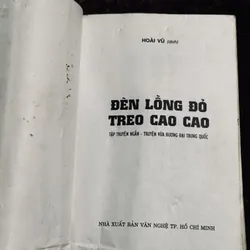 HOÀI VŨ (dịch)
ĐÈN LỒNG ĐỎ
TREO CAO CAO
TẬP TRUYỆN NGẮN - TRUYỆN VỪA ĐƯƠNG ĐẠI TRUNG QUỐC
NHÀ XUẤT BẢN VĂN NGHỆ TP. HỒ CHÍ MINH